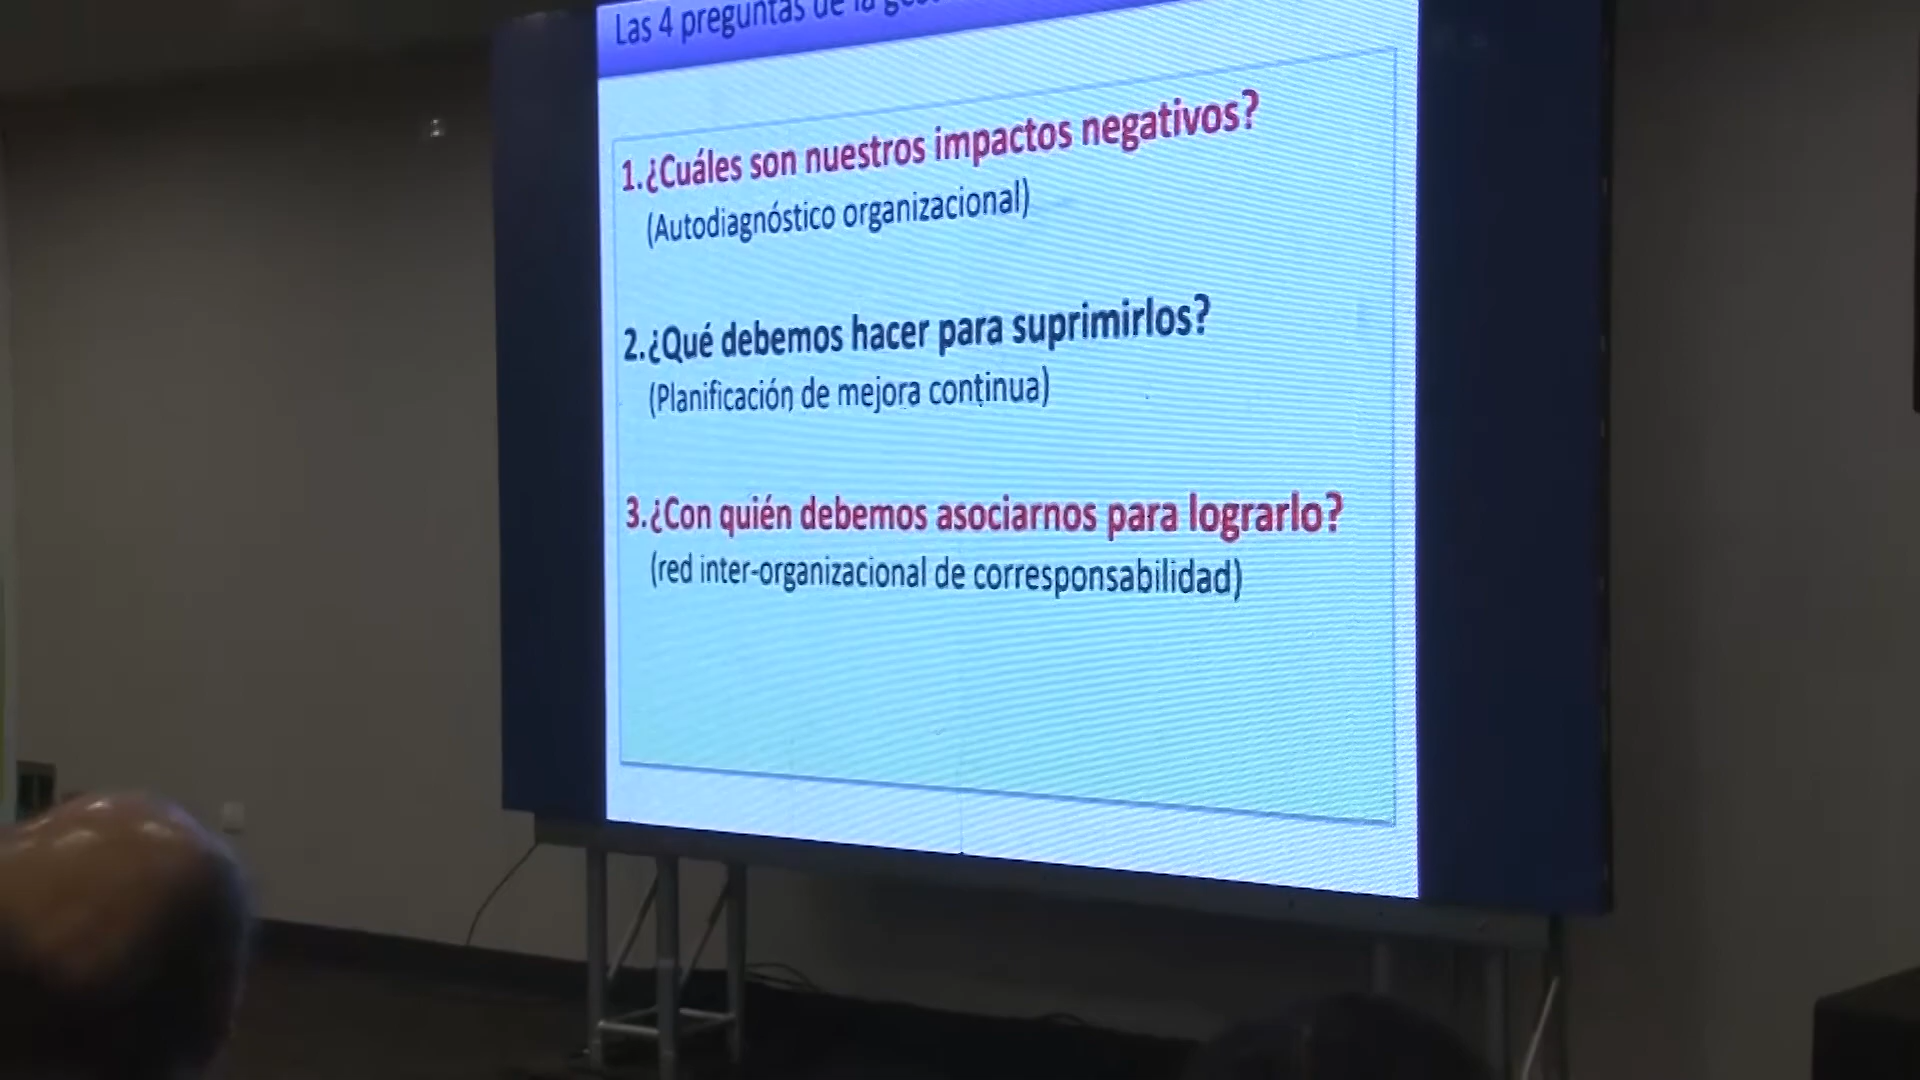 Las 4 preguntas de la
1.¿Cuáles son nuestros impactos negativos?
(Autodiagnóstico organizacional)
2.¿Qué debemos hacer para suprimirlos?
(Planificación de mejora continua)
3.¿Con quién debemos asociarnos para lograrlo?
(red inter-organizacional de corresponsabilidad)